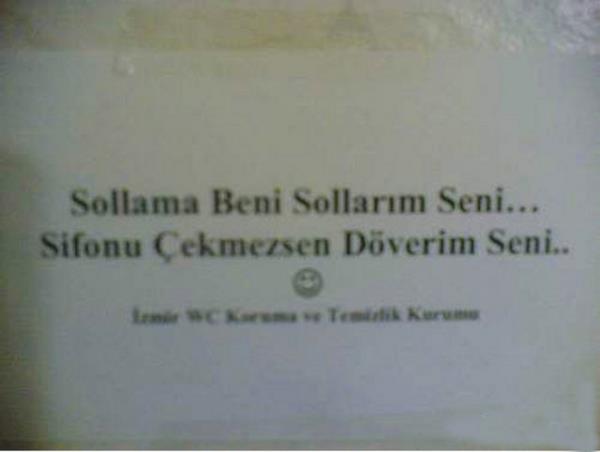 Sollama Beni Sollarım Seni...
Sifonu Çekmezsen Döverim Seni..
İzmir WC Koruma ve Temizlik Kurumu